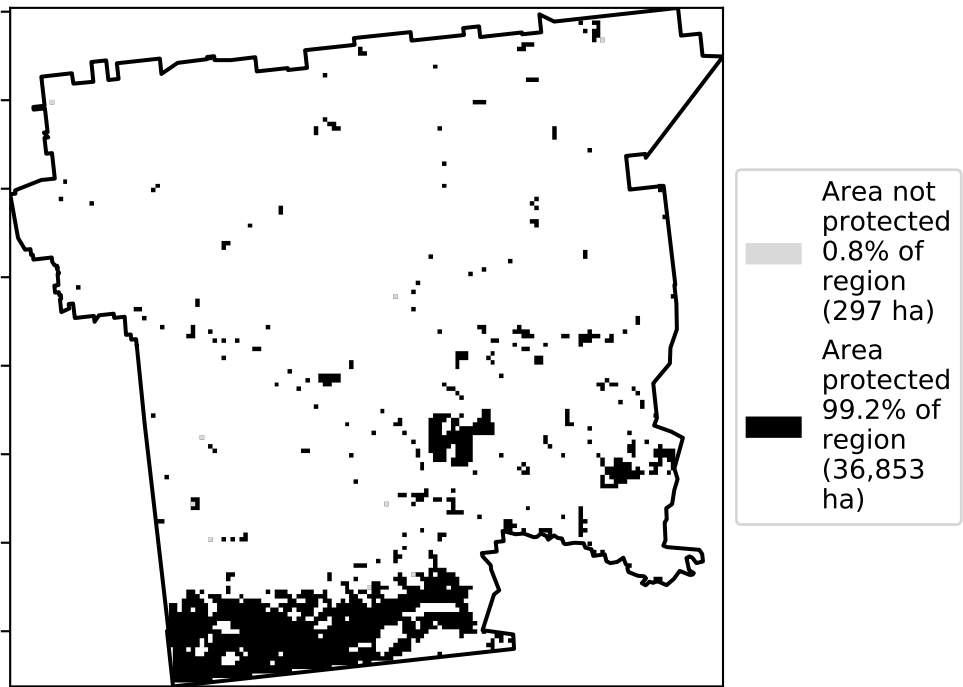 Area not
protected
0.8% of
region
(297 ha)
Area
protected
99.2% of
region
(36,853
ha)